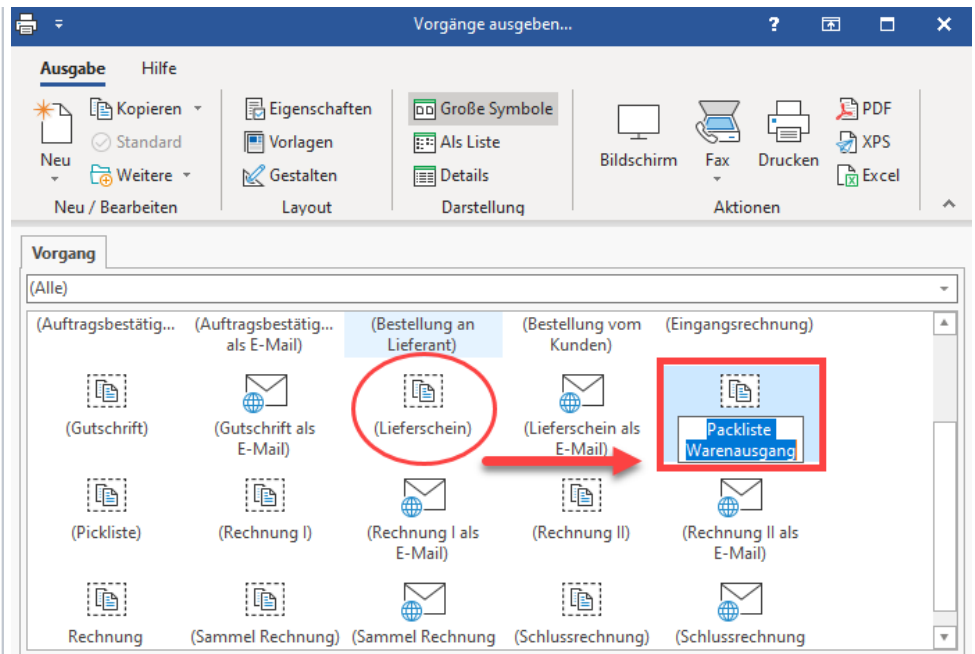 Vorgänge ausgeben...
?
Ausgabe Hilfe
Neu
Kopieren
Standard
Weitere
Neu / Bearbeiten
Eigenschaften
Vorlagen
Gestalten
Layout
Große Symbole
Als Liste
Details
Darstellung
Bildschirm
Fax
Drucken
PDF
XPS
Excel
Aktionen
Vorgang
(Alle)
(Auftragsbestätig...
(Auftragsbestätig...
als E-Mail)
(Bestellung an
Lieferant)
(Bestellung vom
Kunden)
(Eingangsrechnung)
(Gutschrift)
(Gutschrift als
E-Mail)
(Lieferschein)
(Lieferschein als
E-Mail)
Packliste
Warenausgang
(Pickliste)
(Rechnung I)
(Rechnung I als
E-Mail)
(Rechnung II)
(Rechnung II als
E-Mail)
Rechnung
(Sammel Rechnung)
(Sammel Rechnung
(Schlussrechnung)
(Schlussrechnung